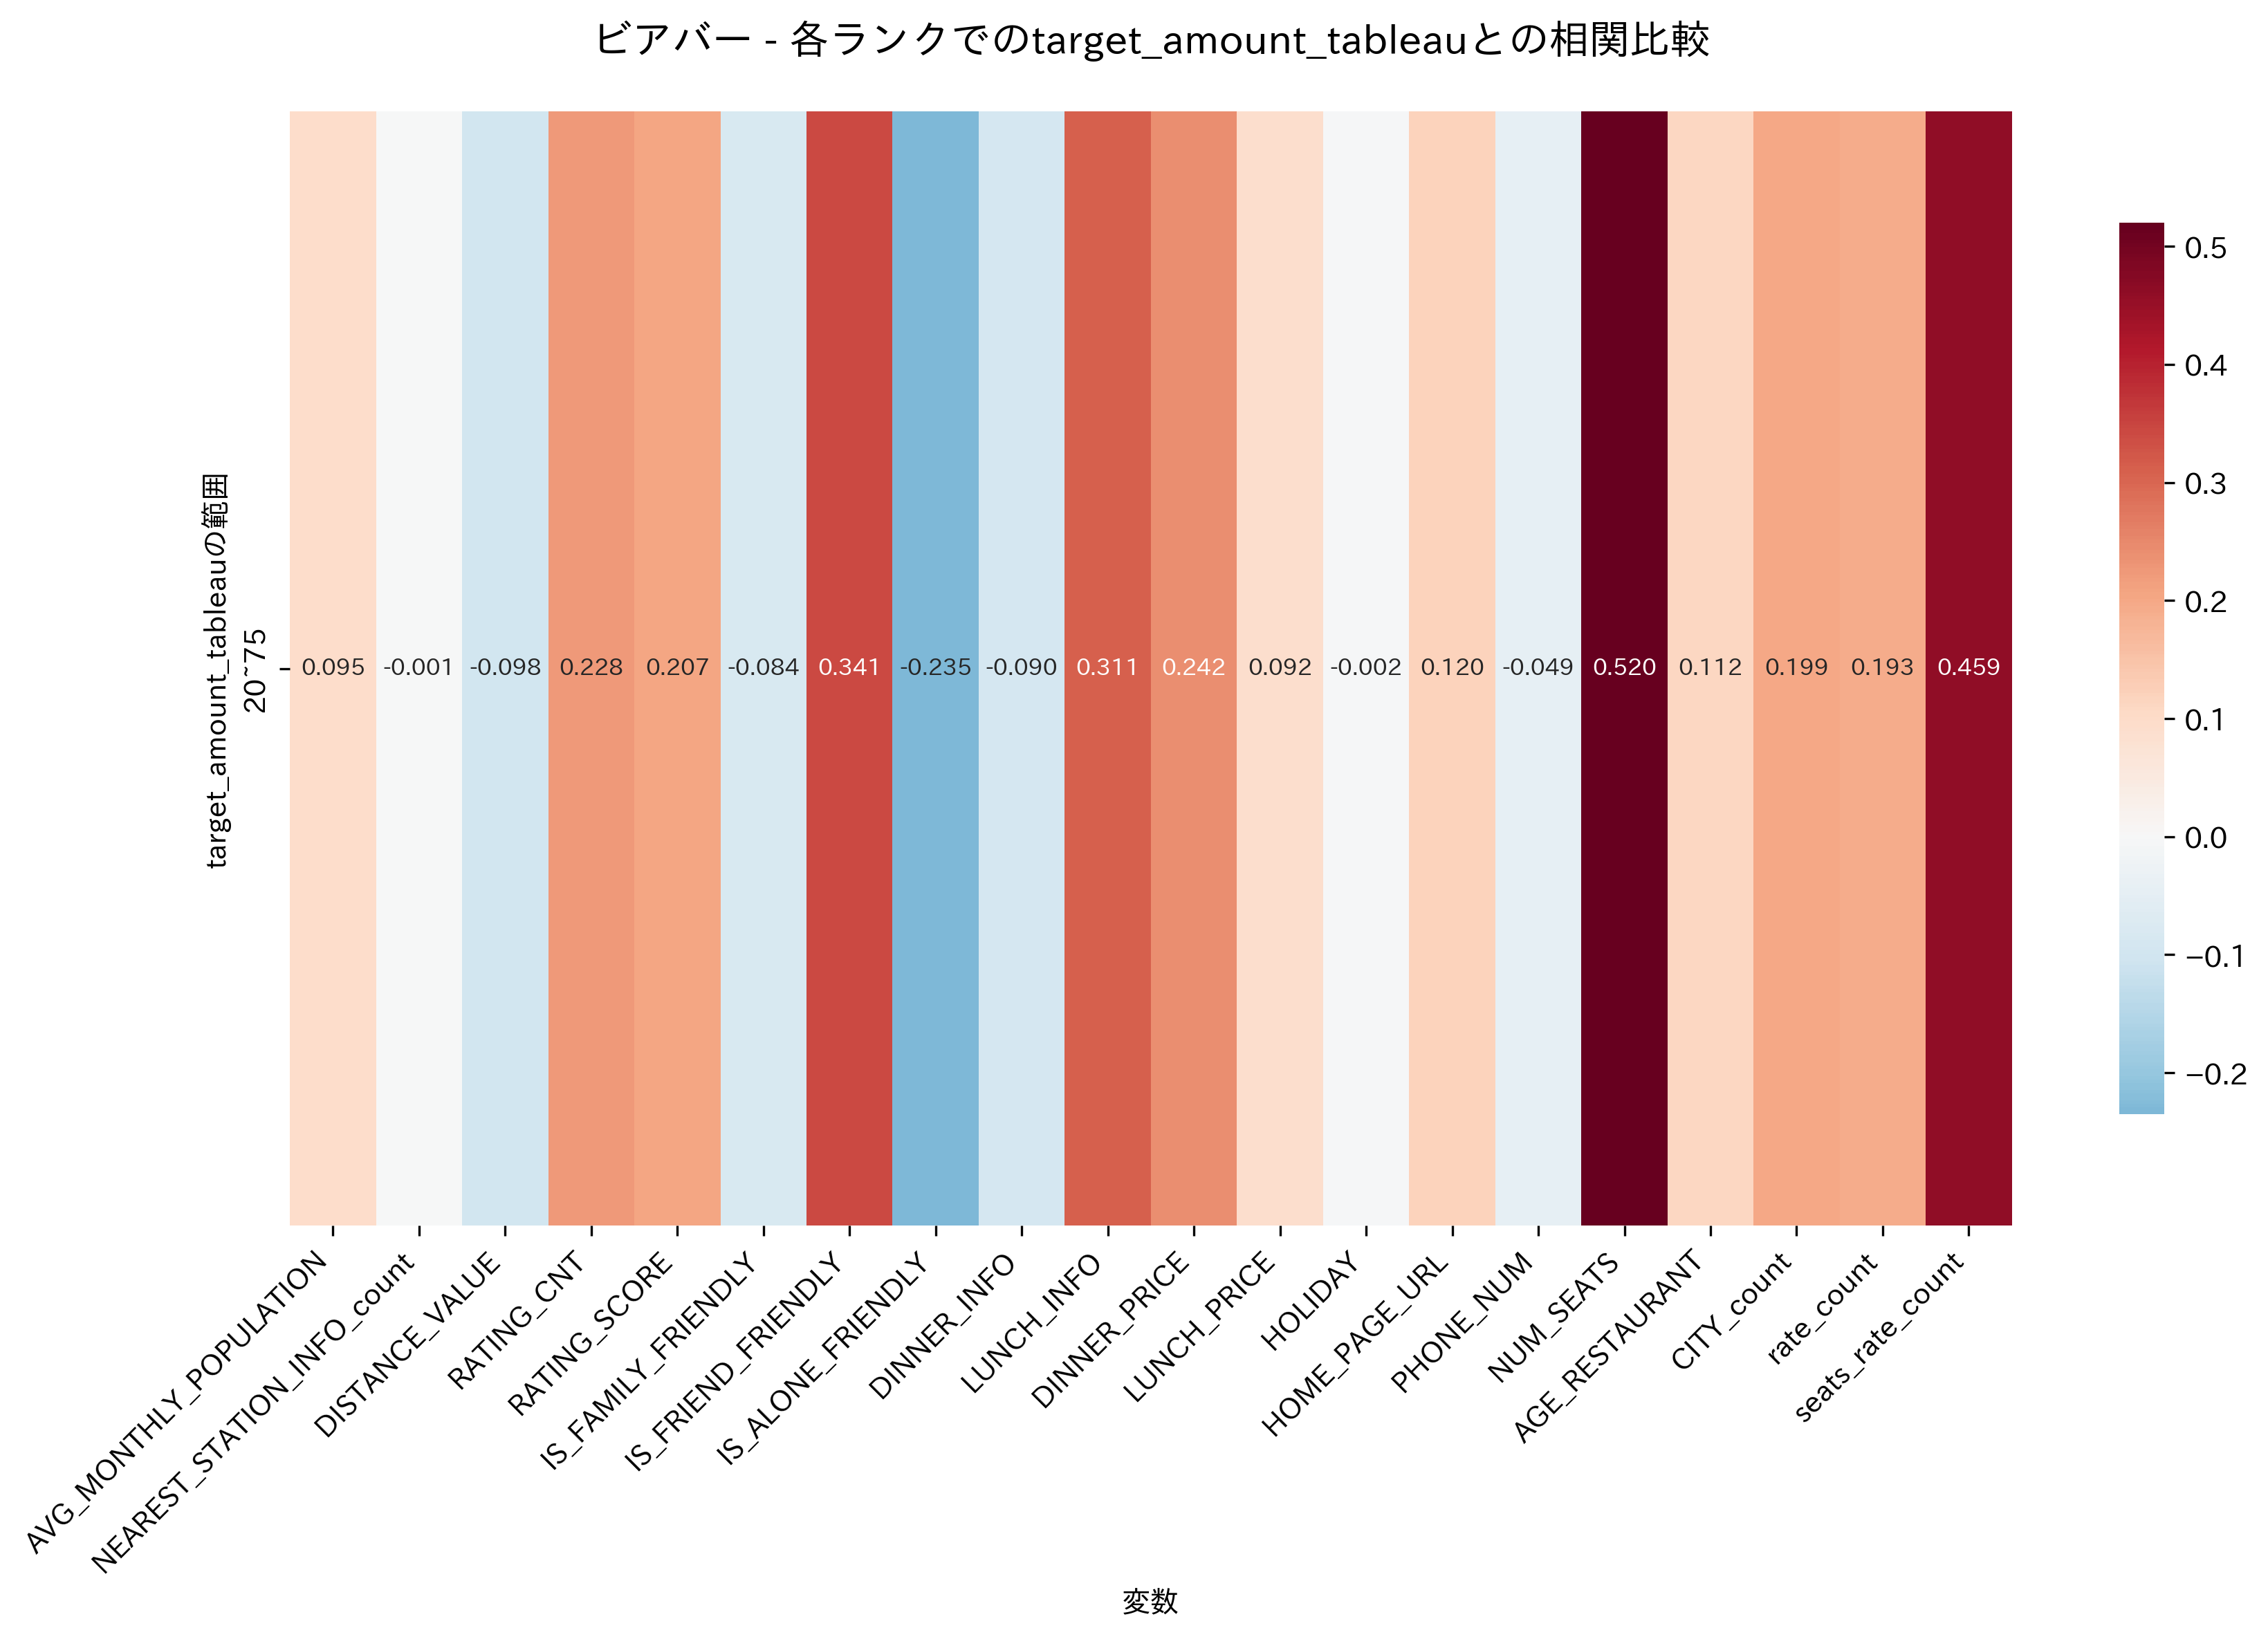 ビアバー - 各ランクでのtarget_amount_tableauとの相関比較
target_amount_tableauの範囲
20~75
0.095 -0.001 -0.098 0.228 0.207 -0.084 0.341 -0.235 -0.090 0.311 0.242 0.092 -0.002 0.120 -0.049 0.520 0.112 0.199 0.193 0.459
AVG_MONTHLY_POPULATION
NEAREST_STATION_INFO_count
DISTANCE_VALUE
RATING_CNT
RATING_SCORE
IS_FAMILY_FRIENDLY
IS_FRIEND_FRIENDLY
IS_ALONE_FRIENDLY
DINNER_INFO
LUNCH_INFO
DINNER_PRICE
LUNCH_PRICE
HOLIDAY
HOME_PAGE_URL
PHONE_NUM
NUM_SEATS
AGE_RESTAURANT
CITY_count
rate_count
seats_rate_count
変数
0.5
0.4
0.3
0.2
0.1
0.0
−0.1
−0.2